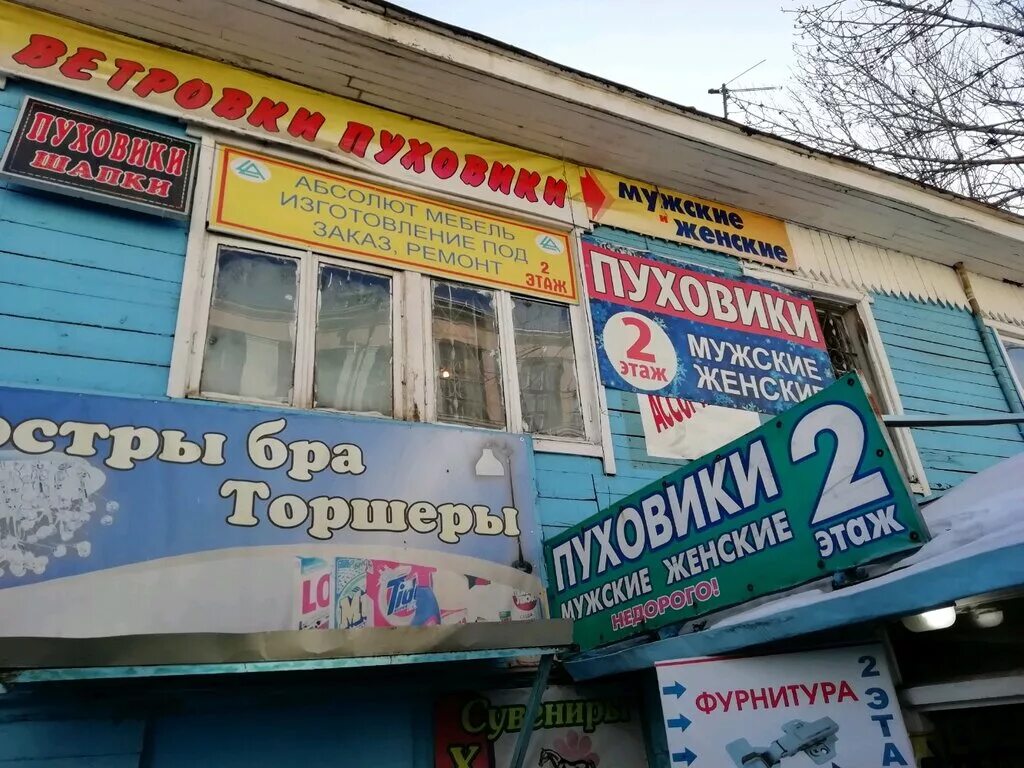 ВЕТРОВКИ ПУХОВИКИ
мужские
и
женские
ПУХОВИКИ
ШАПКИ
АБСОЛЮТ МЕБЕЛЬ
ИЗГОТОВЛЕНИЕ ПОД
ЗАКАЗ, РЕМОНТ
2
ЭТАЖ
ПУХОВИКИ
2
этаж
МУЖСКИЕ
ЖЕНСКИЕ
стры бра
Торшеры
Tide
ПУХОВИКИ
МУЖСКИЕ ЖЕНСКИЕ
НЕДОРОГО!
2
этаж
ФУРНИТУРА
2 ЭТА
Сувениры